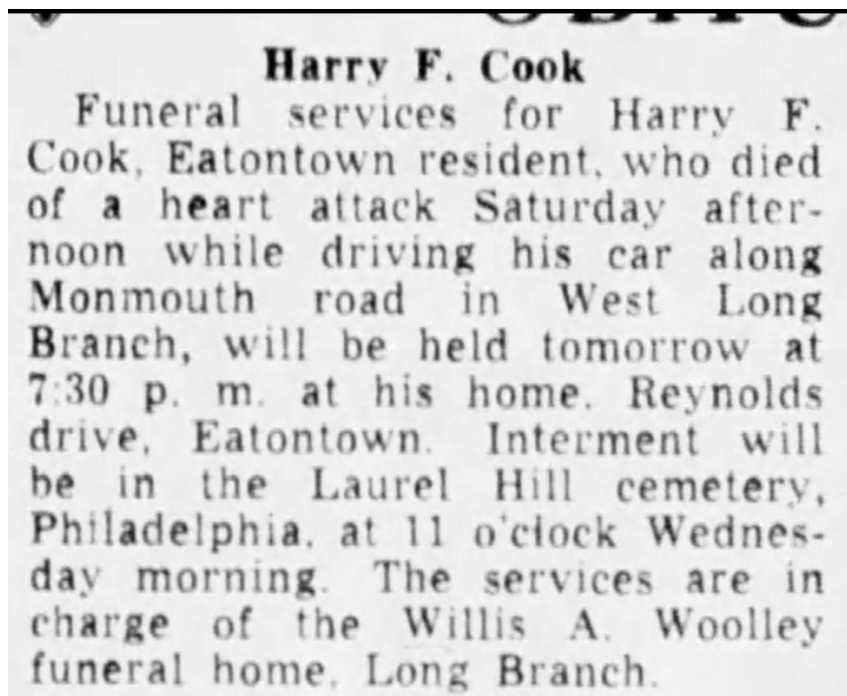 Harry F. Cook
Funeral services for Harry F.
Cook, Eatontown resident, who died
of a heart attack Saturday after-
noon while driving his car along
Monmouth road in West Long
Branch, will be held tomorrow at
7:30 p. m. at his home, Reynolds
drive, Eatontown. Interment will
be in the Laurel Hill cemetery,
Philadelphia, at 11 o'clock Wednes-
day morning. The services are in
charge of the Willis A. Woolley
funeral home, Long Branch.